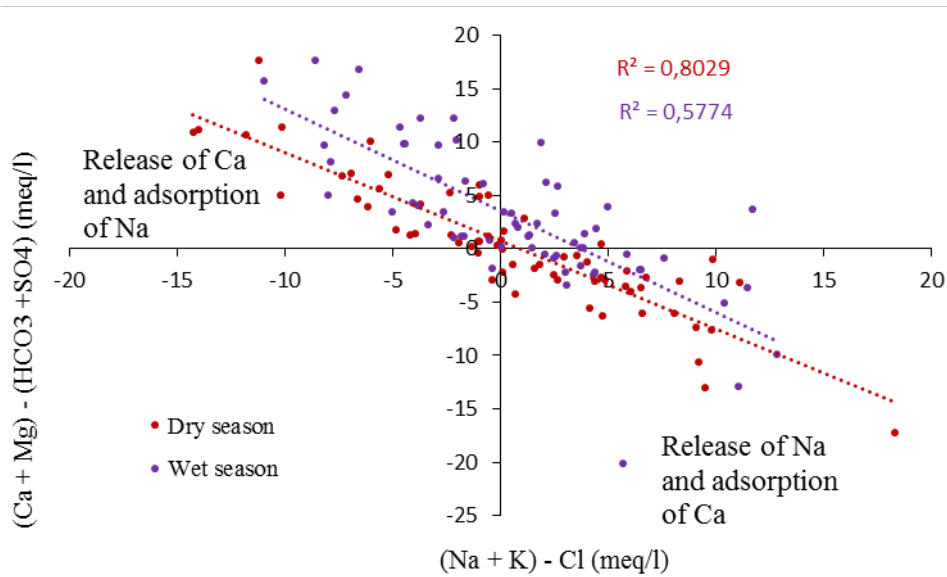 20
15
10
5
0
-5
-10
-15
-20
-25
-20
-15
-10
-5
0
5
10
15
20
R² = 0,8029
R² = 0,5774
Release of Ca
and adsorption
of Na
Dry season
Wet season
Release of Na
and adsorption
of Ca
(Ca + Mg) - (HCO3 +SO4) (meq/l)
(Na + K) - Cl (meq/l)